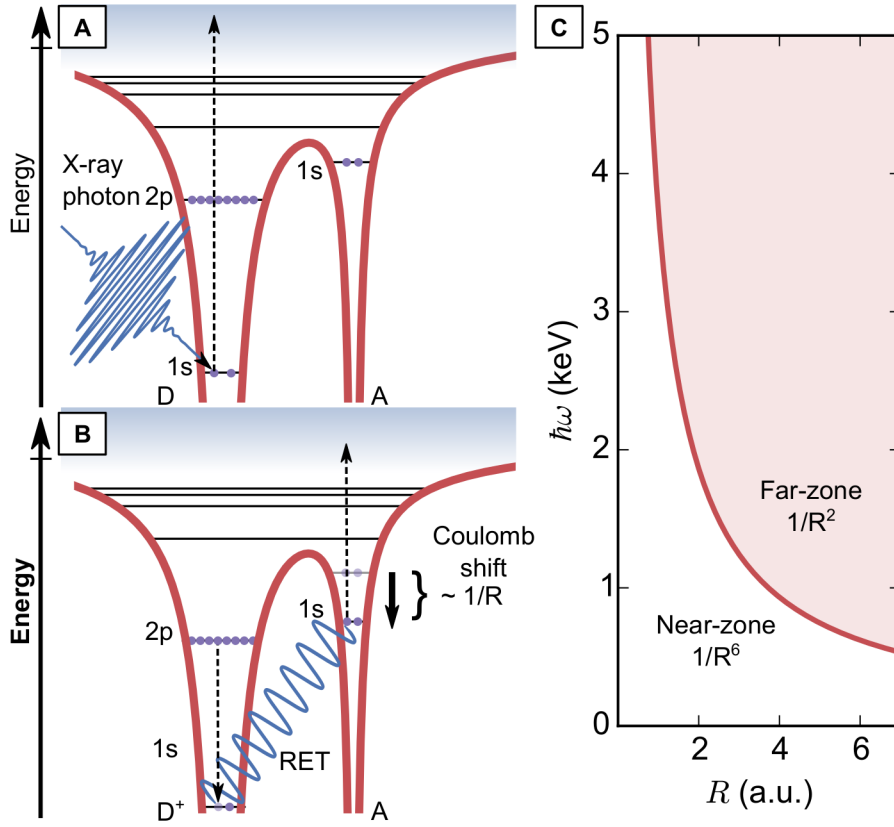 A
Energy
X-ray
photon 2p
1s
1s
D
A
B
Energy
Coulomb
shift
~ 1/R
}
2p
1s
1s
RET
D⁺
A
C
ħω (keV)
5
4
3
2
1
0
2
4
6
R (a.u.)
Far-zone
1/R²
Near-zone
1/R⁶